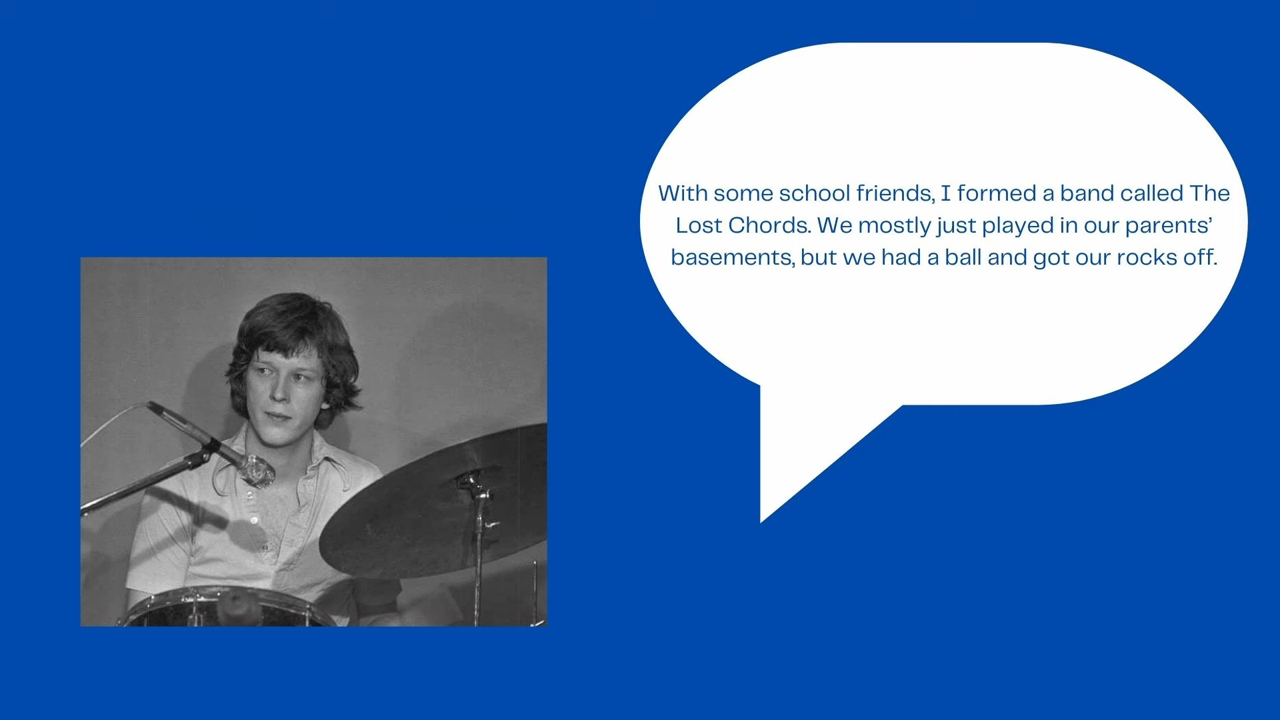 With some school friends, I formed a band called The
Lost Chords. We mostly just played in our parents’
basements, but we had a ball and got our rocks off.